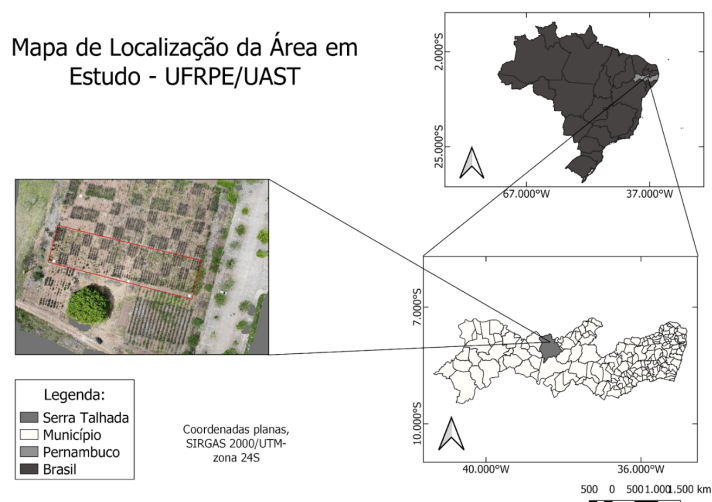 Mapa de Localização da Área em
Estudo - UFRPE/UAST
2.000°S
25.000°S
67.000°W
37.000°W
7.000°S
10.000°S
40.000°W
36.000°W
Legenda:
Serra Talhada
Município
Pernambuco
Brasil
Coordenadas planas,
SIRGAS 2000/UTM-
zona 24S
500 0 5001.0001.500 km